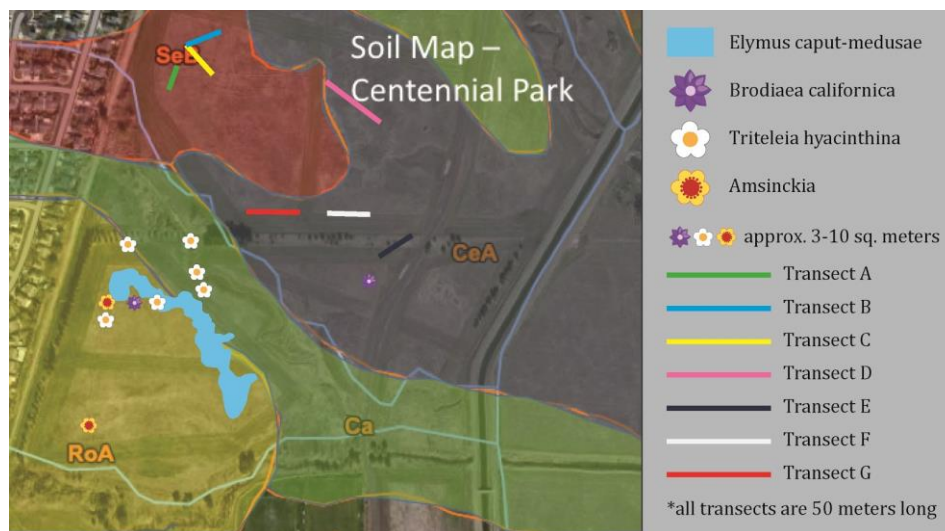 Soil Map –
Centennial Park
SeB
CeA
Ca
RoA
Elymus caput-medusae
Brodiaea californica
Triteleia hyacinthina
Amsinckia
approx. 3-10 sq. meters
Transect A
Transect B
Transect C
Transect D
Transect E
Transect F
Transect G
*all transects are 50 meters long